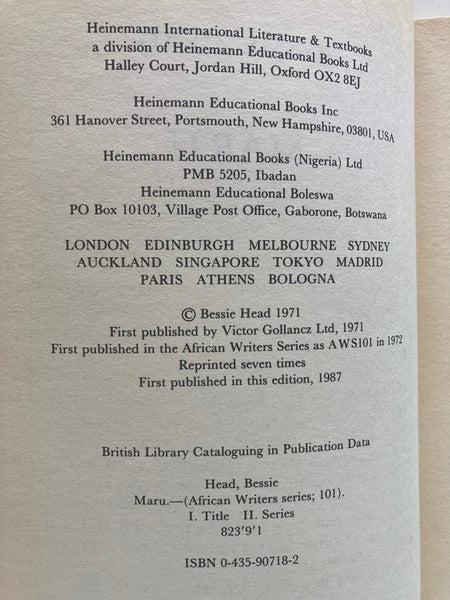 Heinemann International Literature & Textbooks
a division of Heinemann Educational Books Ltd
Halley Court, Jordan Hill, Oxford OX2 8EJ
Heinemann Educational Books Inc
361 Hanover Street, Portsmouth, New Hampshire, 03801, USA
Heinemann Educational Books (Nigeria) Ltd
PMB 5205, Ibadan
Heinemann Educational Boleswa
PO Box 10103, Village Post Office, Gaborone, Botswana
LONDON EDINBURGH MELBOURNE SYDNEY
AUCKLAND SINGAPORE TOKYO MADRID
PARIS ATHENS BOLOGNA
© Bessie Head 1971
First published by Victor Gollancz Ltd, 1971
First published in the African Writers Series as AWS101 in 1972
Reprinted seven times
First published in this edition, 1987
British Library Cataloguing in Publication Data
Head, Bessie
Maru.—(African Writers series; 101).
I. Title II. Series
823'9'1
ISBN 0-435-90718-2